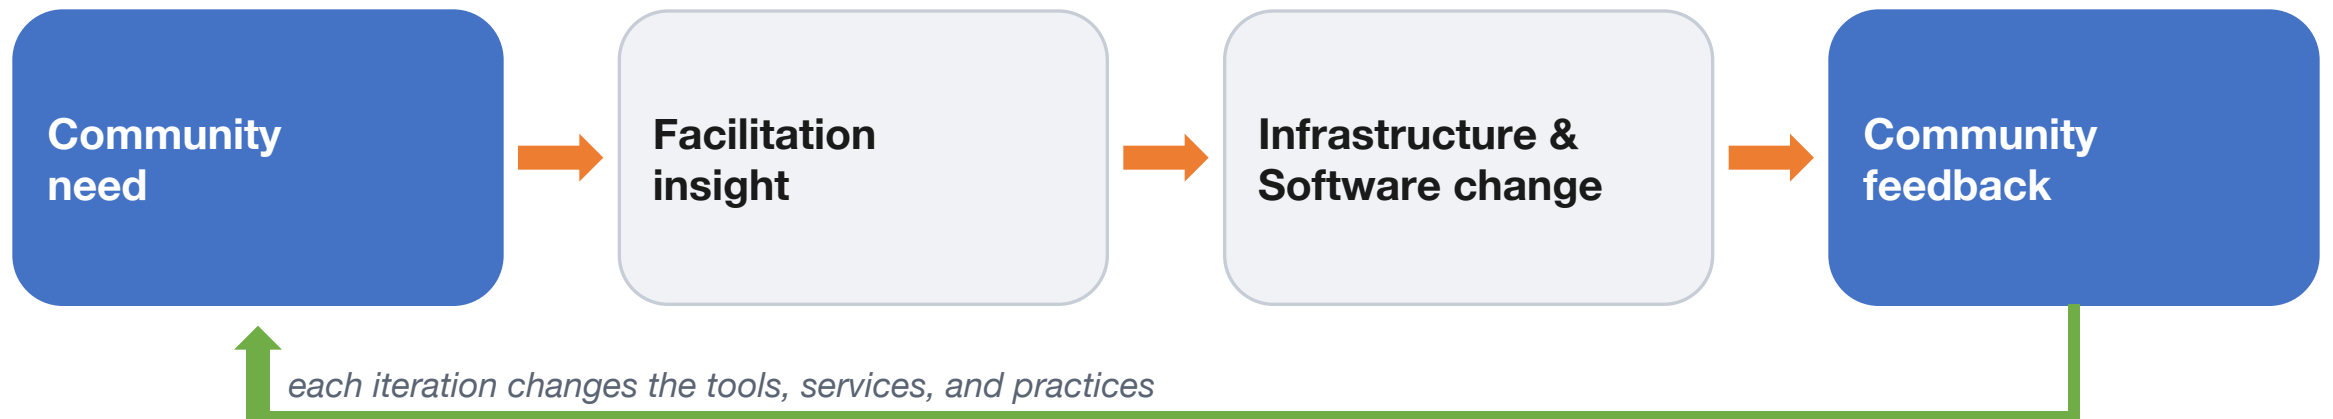 Community
need
Facilitation
insight
Infrastructure &
Software change
Community
feedback
each iteration changes the tools, services, and practices